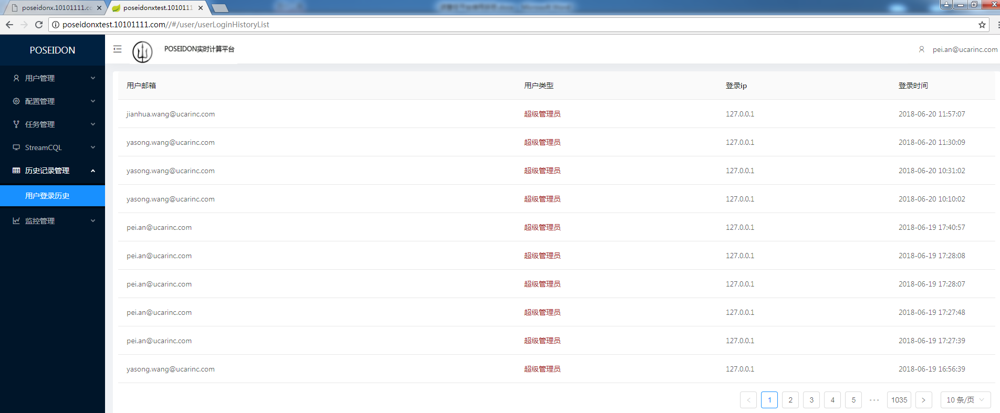 poseidonx.10101111.cc
poseidonxtest.1010111
poseidonxtest.10101111.com//#/user/userLoginHistoryList
POSEIDON
POSEIDON实时计算平台
pei.an@ucarinc.com
用户管理
配置管理
任务管理
StreamCQL
历史记录管理
用户登录历史
监控管理
用户邮箱 用户类型 登录ip 登录时间
jianhua.wang@ucarinc.com 超级管理员 127.0.0.1 2018-06-20 11:57:07
yasong.wang@ucarinc.com 超级管理员 127.0.0.1 2018-06-20 11:30:09
yasong.wang@ucarinc.com 超级管理员 127.0.0.1 2018-06-20 10:31:02
yasong.wang@ucarinc.com 超级管理员 127.0.0.1 2018-06-20 10:10:02
pei.an@ucarinc.com 超级管理员 127.0.0.1 2018-06-19 17:40:57
pei.an@ucarinc.com 超级管理员 127.0.0.1 2018-06-19 17:28:08
pei.an@ucarinc.com 超级管理员 127.0.0.1 2018-06-19 17:28:07
pei.an@ucarinc.com 超级管理员 127.0.0.1 2018-06-19 17:27:48
pei.an@ucarinc.com 超级管理员 127.0.0.1 2018-06-19 17:27:39
yasong.wang@ucarinc.com 超级管理员 127.0.0.1 2018-06-19 16:56:39
< 1 2 3 4 5 ••• 1035 > 10 条/页